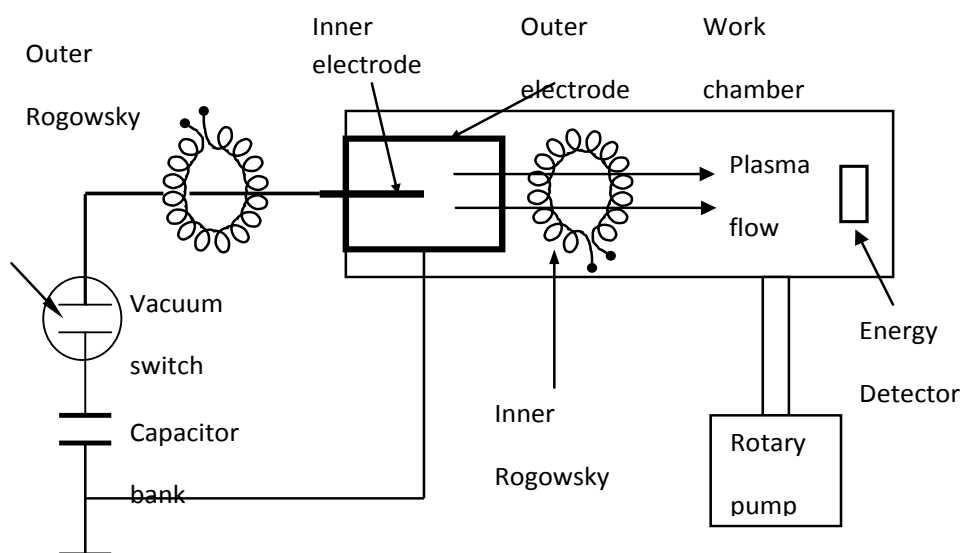 Outer
Rogowsky
Inner
electrode
Outer
electrode
Work
chamber
Plasma
flow
Vacuum
switch
Capacitor
bank
Inner
Rogowsky
Energy
Detector
Rotary
pump